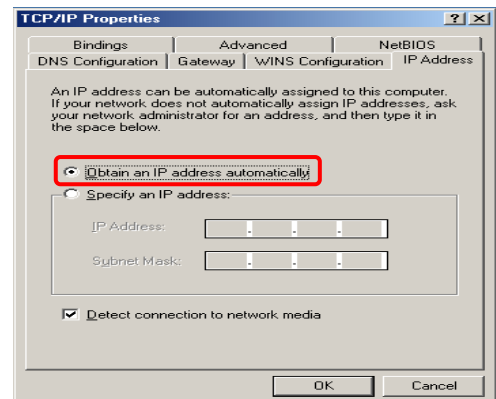 TCP/IP Properties
? X
Bindings Advanced NetBIOS
DNS Configuration Gateway WINS Configuration IP Address
An IP address can be automatically assigned to this computer.
If your network does not automatically assign IP addresses, ask
your network administrator for an address, and then type it in
the space below.
Obtain an IP address automatically
Specify an IP address:
IP Address:
. . .
Subnet Mask:
. . .
Detect connection to network media
OK Cancel